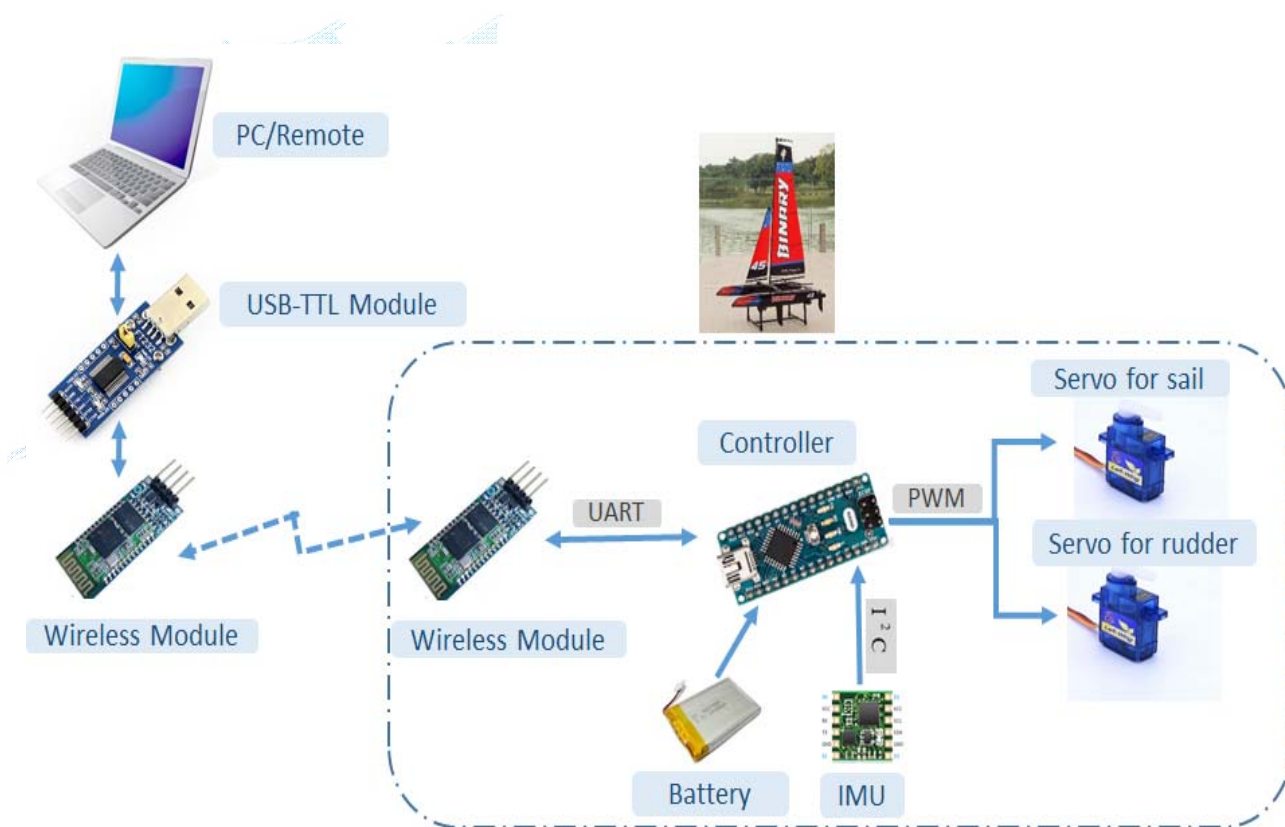 PC/Remote
USB-TTL Module
BINARY
45
Servo for sail
Controller
UART
PWM
Servo for rudder
I²C
Wireless Module
Wireless Module
Battery
IMU